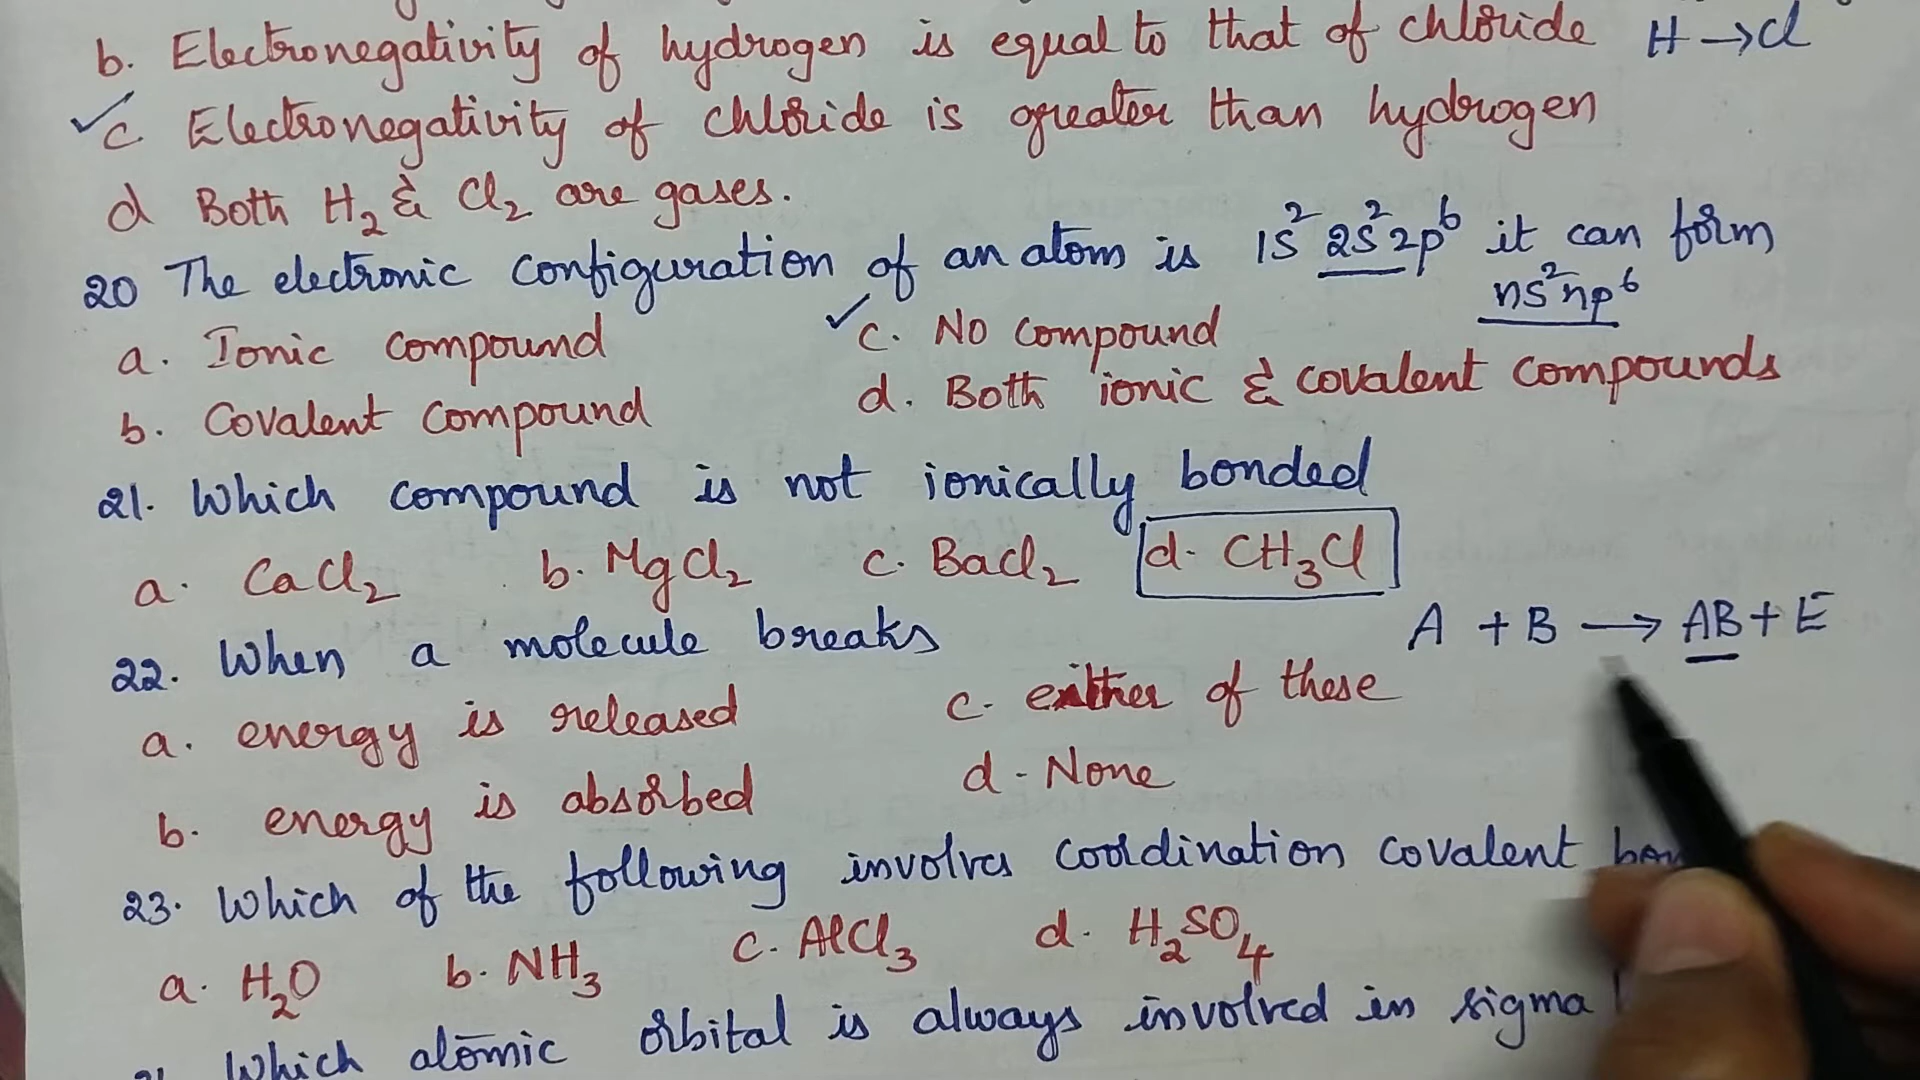 b. Electronegativity of hydrogen is equal to that of chloride H → Cl
✓c. Electronegativity of chloride is greater than hydrogen
d Both H₂ & Cl₂ are gases.
20 The electronic configuration of an atom is 1s² 2s² 2p⁶ it can form
ns² np⁶
a. Ionic compound ✓c. No compound
b. Covalent compound d. Both ionic & covalent compounds
21. Which compound is not ionically bonded
a. CaCl₂ b. MgCl₂ c. BaCl₂ d. CH₃Cl
22. When a molecule breaks A + B → AB + E
a. energy is released c. either of these
b. energy is absorbed d - None
23. Which of the following involves coordination covalent
a. H₂O b. NH₃ c. AlCl₃ d. H₂SO₄
Which atomic orbital is always involved in sigma